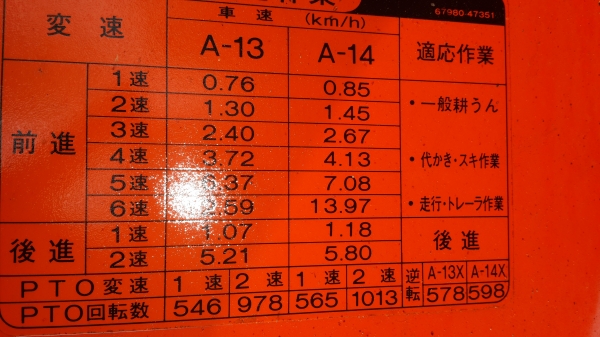 67980-47351
変速 車速 (km/h) 適応作業
A-13 A-14
前進 1速 0.76 0.85
2速 1.30 1.45 ・一般耕うん
3速 2.40 2.67
4速 3.72 4.13 ・代かき・スキ作業
5速 7.08
6速 13.97 ・走行・トレーラ作業
後進 1速 1.07 1.18 後進
2速 5.21 5.80
PTO変速 1速 2速 1速 2速 逆転 A-13X A-14X
PTO回転数 546 978 565 1013 578 598